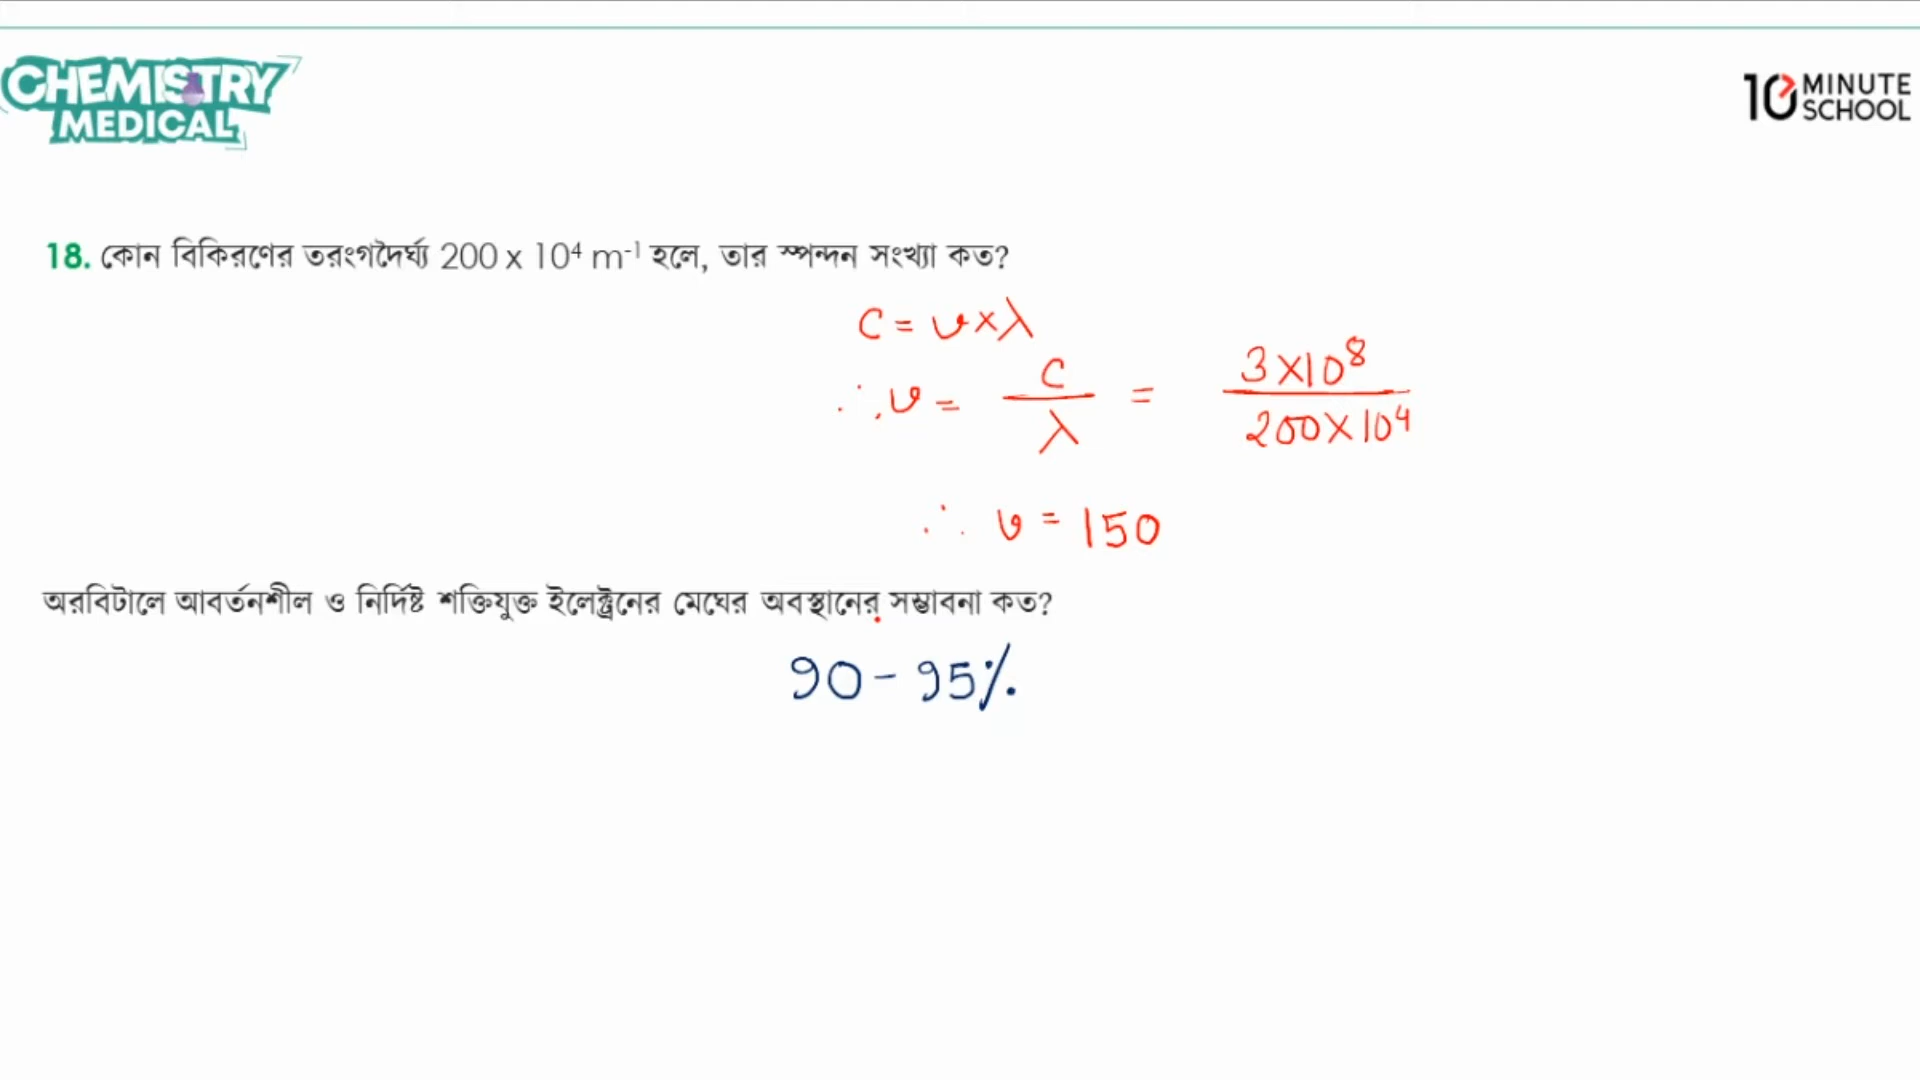 CHEMISTRY
MEDICAL
10 MINUTE
SCHOOL
18. কোন বিকিরণের তরংগদৈর্ঘ্য 200 x 10⁴ m⁻¹ হলে, তার স্পন্দন সংখ্যা কত?
C = υ × λ
∴ υ = C / λ = 3×10⁸ / 200×10⁴
∴ υ = 150
অরবিটালে আবর্তনশীল ও নির্দিষ্ট শক্তিযুক্ত ইলেক্ট্রনের মেঘের অবস্থানের সম্ভাবনা কত?
90 - 95%